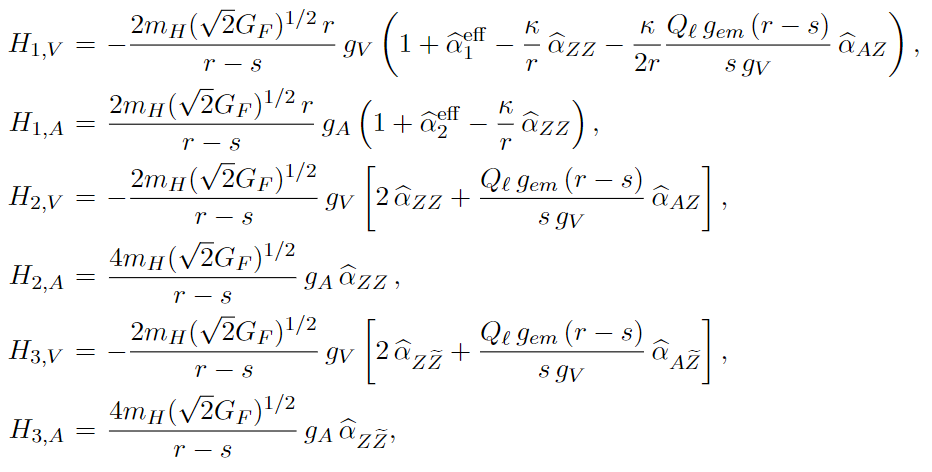 H_{1,V} = -\frac{2m_H(\sqrt{2}G_F)^{1/2}\,r}{r-s}\,g_V\left(1+\widehat{\alpha}_1^{\rm eff}-\frac{\kappa}{r}\,\widehat{\alpha}_{ZZ}-\frac{\kappa}{2r}\frac{Q_\ell\,g_{em}\,(r-s)}{s\,g_V}\,\widehat{\alpha}_{AZ}\right),
H_{1,A} = \frac{2m_H(\sqrt{2}G_F)^{1/2}\,r}{r-s}\,g_A\left(1+\widehat{\alpha}_2^{\rm eff}-\frac{\kappa}{r}\,\widehat{\alpha}_{ZZ}\right),
H_{2,V} = -\frac{2m_H(\sqrt{2}G_F)^{1/2}}{r-s}\,g_V\left[2\,\widehat{\alpha}_{ZZ}+\frac{Q_\ell\,g_{em}\,(r-s)}{s\,g_V}\,\widehat{\alpha}_{AZ}\right],
H_{2,A} = \frac{4m_H(\sqrt{2}G_F)^{1/2}}{r-s}\,g_A\,\widehat{\alpha}_{ZZ},
H_{3,V} = -\frac{2m_H(\sqrt{2}G_F)^{1/2}}{r-s}\,g_V\left[2\,\widehat{\alpha}_{Z\widetilde{Z}}+\frac{Q_\ell\,g_{em}\,(r-s)}{s\,g_V}\,\widehat{\alpha}_{A\widetilde{Z}}\right],
H_{3,A} = \frac{4m_H(\sqrt{2}G_F)^{1/2}}{r-s}\,g_A\,\widehat{\alpha}_{Z\widetilde{Z}},